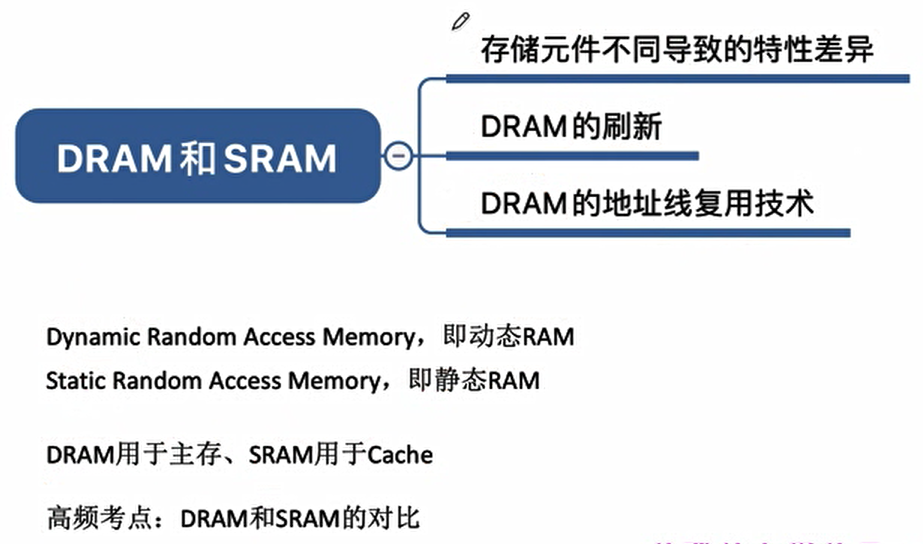 存储元件不同导致的特性差异
DRAM和SRAM
DRAM的刷新
DRAM的地址线复用技术
Dynamic Random Access Memory，即动态RAM
Static Random Access Memory，即静态RAM
DRAM用于主存、SRAM用于Cache
高频考点：DRAM和SRAM的对比